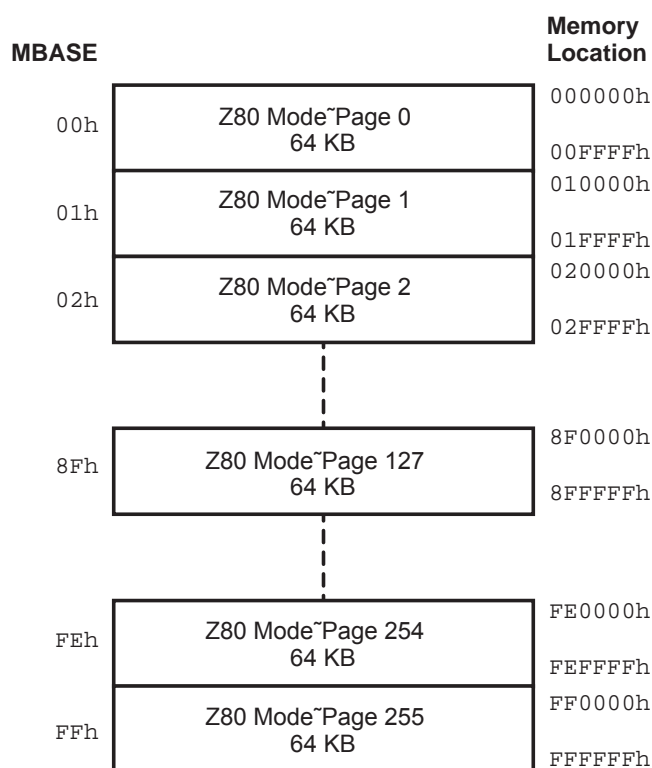 MBASE
Memory
Location
00h
Z80 Mode˜Page 0
64 KB
000000h
00FFFFh
01h
Z80 Mode˜Page 1
64 KB
010000h
01FFFFh
02h
Z80 Mode˜Page 2
64 KB
020000h
02FFFFh
8Fh
Z80 Mode˜Page 127
64 KB
8F0000h
8FFFFFh
FEh
Z80 Mode˜Page 254
64 KB
FE0000h
FEFFFFh
FFh
Z80 Mode˜Page 255
64 KB
FF0000h
FFFFFFh